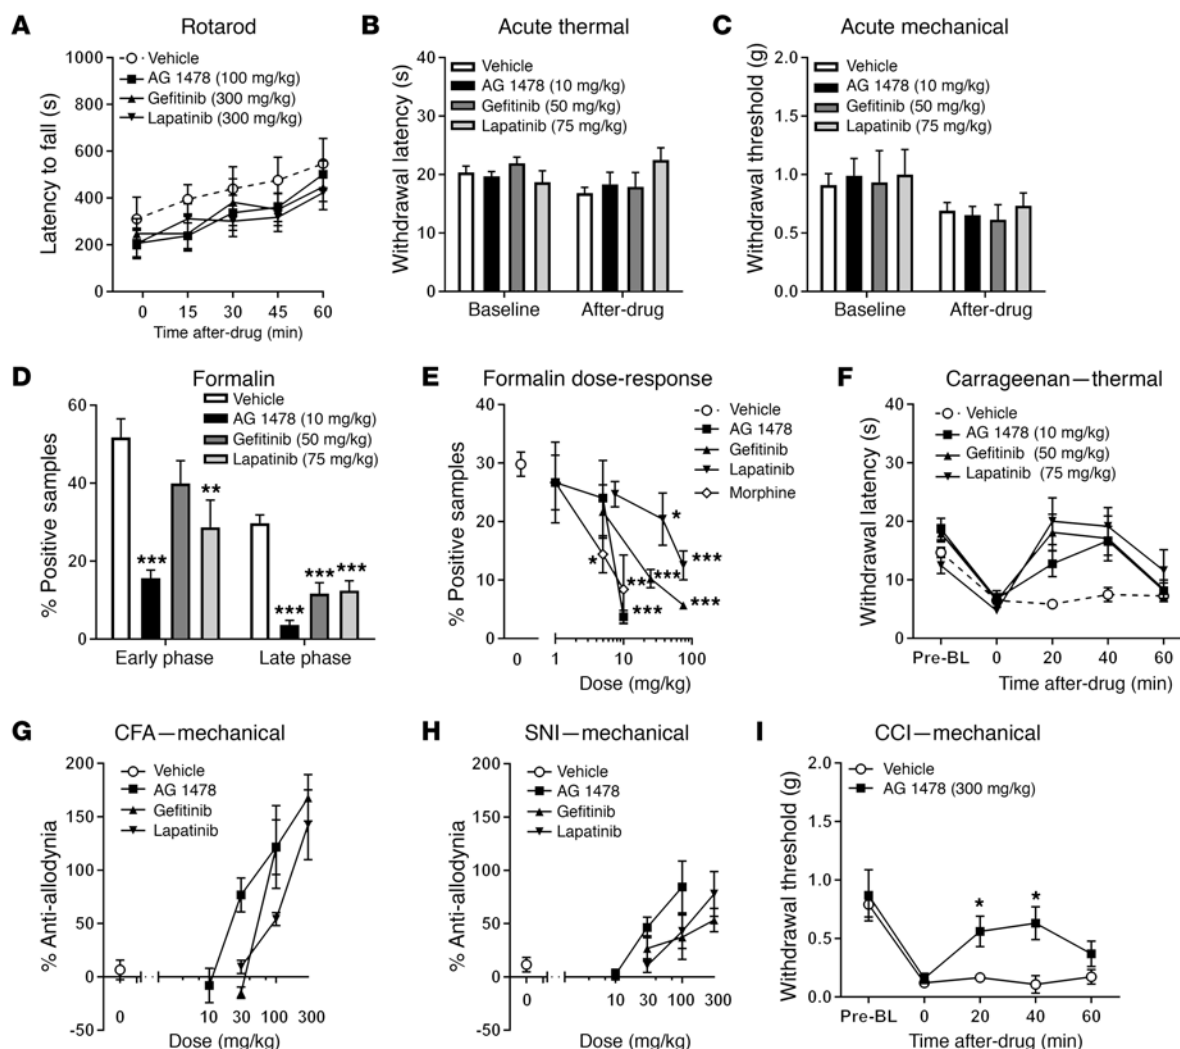 A
Rotarod
Latency to fall (s)
1000
800
600
400
200
0
Vehicle
AG 1478 (100 mg/kg)
Gefitinib (300 mg/kg)
Lapatinib (300 mg/kg)
0 15 30 45 60
Time after-drug (min)
B
Acute thermal
Withdrawal latency (s)
40
30
20
10
0
Vehicle
AG 1478 (10 mg/kg)
Gefitinib (50 mg/kg)
Lapatinib (75 mg/kg)
Baseline After-drug
C
Acute mechanical
Withdrawal threshold (g)
2.0
1.5
1.0
0.5
0.0
Vehicle
AG 1478 (10 mg/kg)
Gefitinib (50 mg/kg)
Lapatinib (75 mg/kg)
Baseline After-drug
D
Formalin
% Positive samples
60
40
20
0
Vehicle
AG 1478 (10 mg/kg)
Gefitinib (50 mg/kg)
Lapatinib (75 mg/kg)
***
**
***
***
***
Early phase Late phase
E
Formalin dose-response
% Positive samples
40
30
20
10
0
Vehicle
AG 1478
Gefitinib
Lapatinib
Morphine
*
*
***
**
***
***
***
0 1 10 100
Dose (mg/kg)
F
Carrageenan—thermal
Withdrawal latency (s)
40
30
20
10
0
Vehicle
AG 1478 (10 mg/kg)
Gefitinib (50 mg/kg)
Lapatinib (75 mg/kg)
Pre-BL 0 20 40 60
Time after-drug (min)
G
CFA—mechanical
% Anti-allodynia
200
150
100
50
0
-50
Vehicle
AG 1478
Gefitinib
Lapatinib
0 10 30 100 300
Dose (mg/kg)
H
SNI—mechanical
% Anti-allodynia
200
150
100
50
0
-50
Vehicle
AG 1478
Gefitinib
Lapatinib
0 10 30 100 300
Dose (mg/kg)
I
CCI—mechanical
Withdrawal threshold (g)
2.0
1.5
1.0
0.5
0.0
Vehicle
AG 1478 (300 mg/kg)
* *
Pre-BL 0 20 40 60
Time after-drug (min)